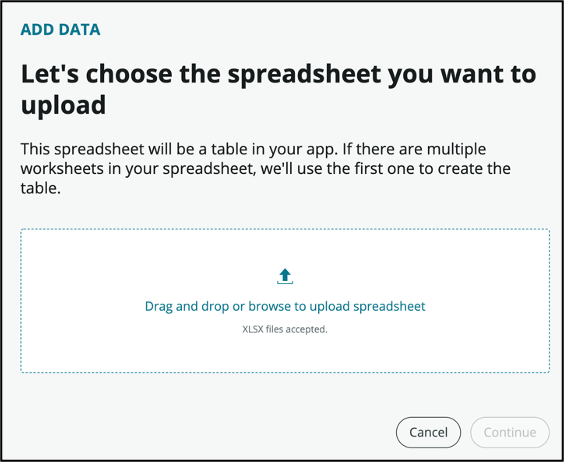 ADD DATA
Let's choose the spreadsheet you want to
upload
This spreadsheet will be a table in your app. If there are multiple
worksheets in your spreadsheet, we'll use the first one to create the
table.
Drag and drop or browse to upload spreadsheet
XLSX files accepted.
Cancel Continue